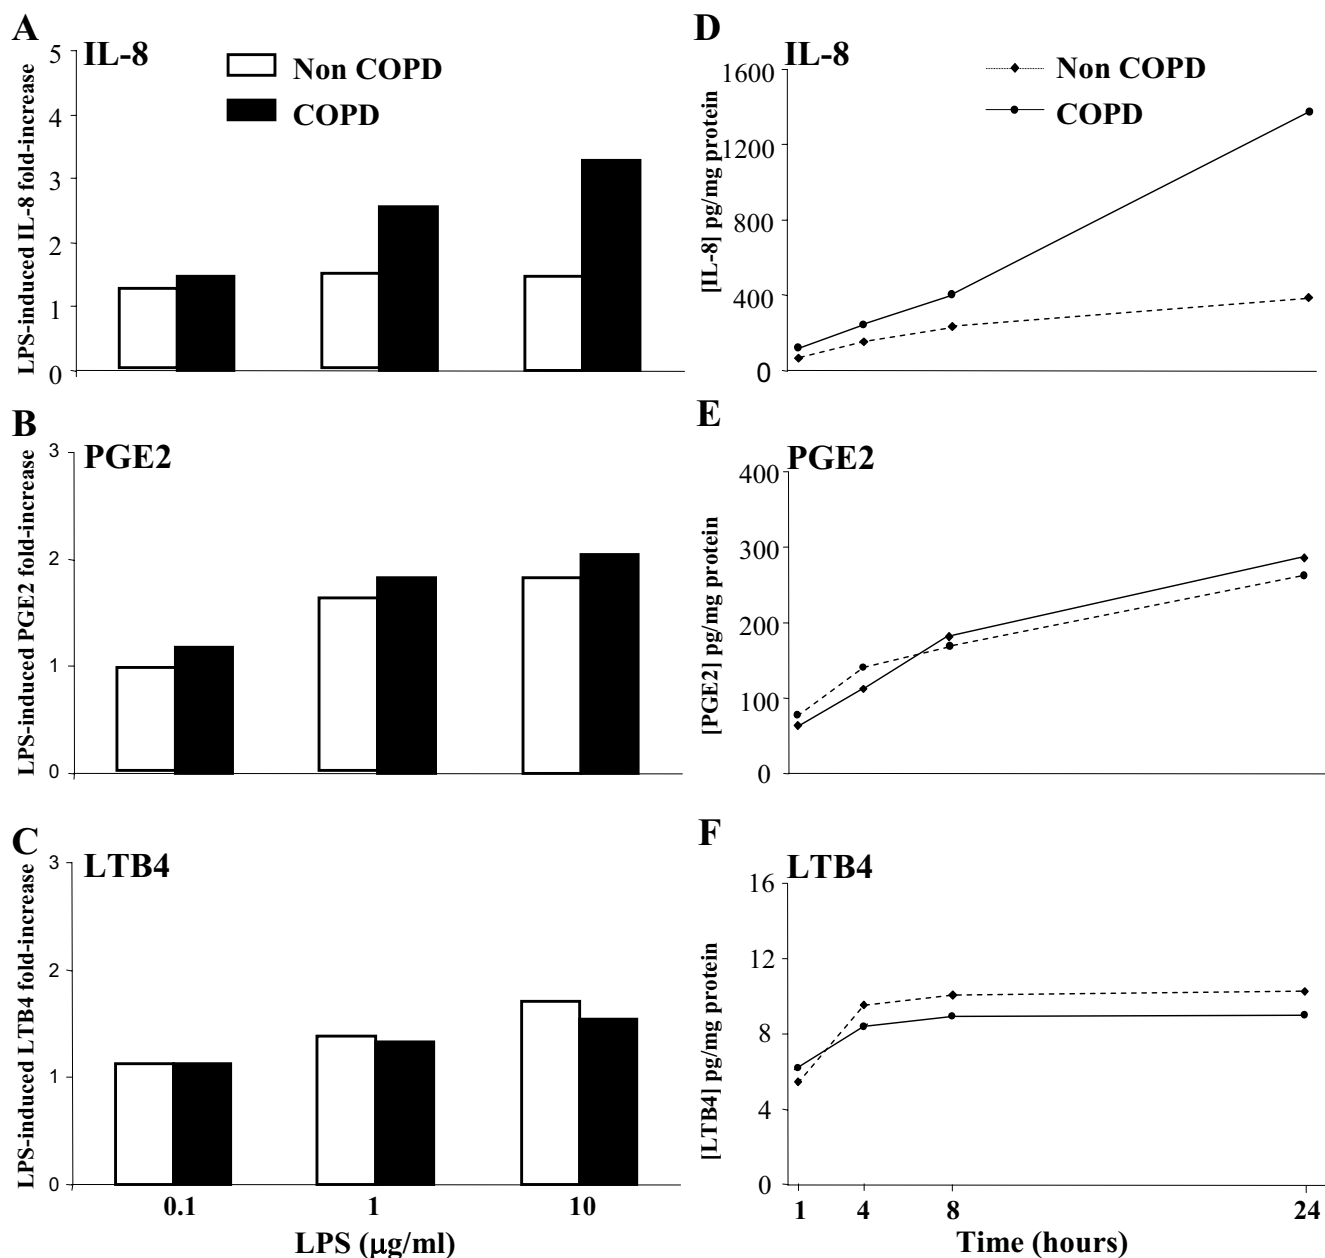 A
IL-8
Non COPD
COPD
LPS-induced IL-8 fold-increase
5
4
3
2
1
0
B
PGE2
LPS-induced PGE2 fold-increase
3
2
1
0
C
LTB4
LPS-induced LTB4 fold-increase
3
2
1
0
0.1 1 10
LPS (μg/ml)
D
IL-8
Non COPD
COPD
[IL-8] pg/mg protein
1600
1200
800
400
0
E
PGE2
[PGE2] pg/mg protein
400
300
200
100
0
F
LTB4
[LTB4] pg/mg protein
16
12
8
4
0
1 4 8 24
Time (hours)